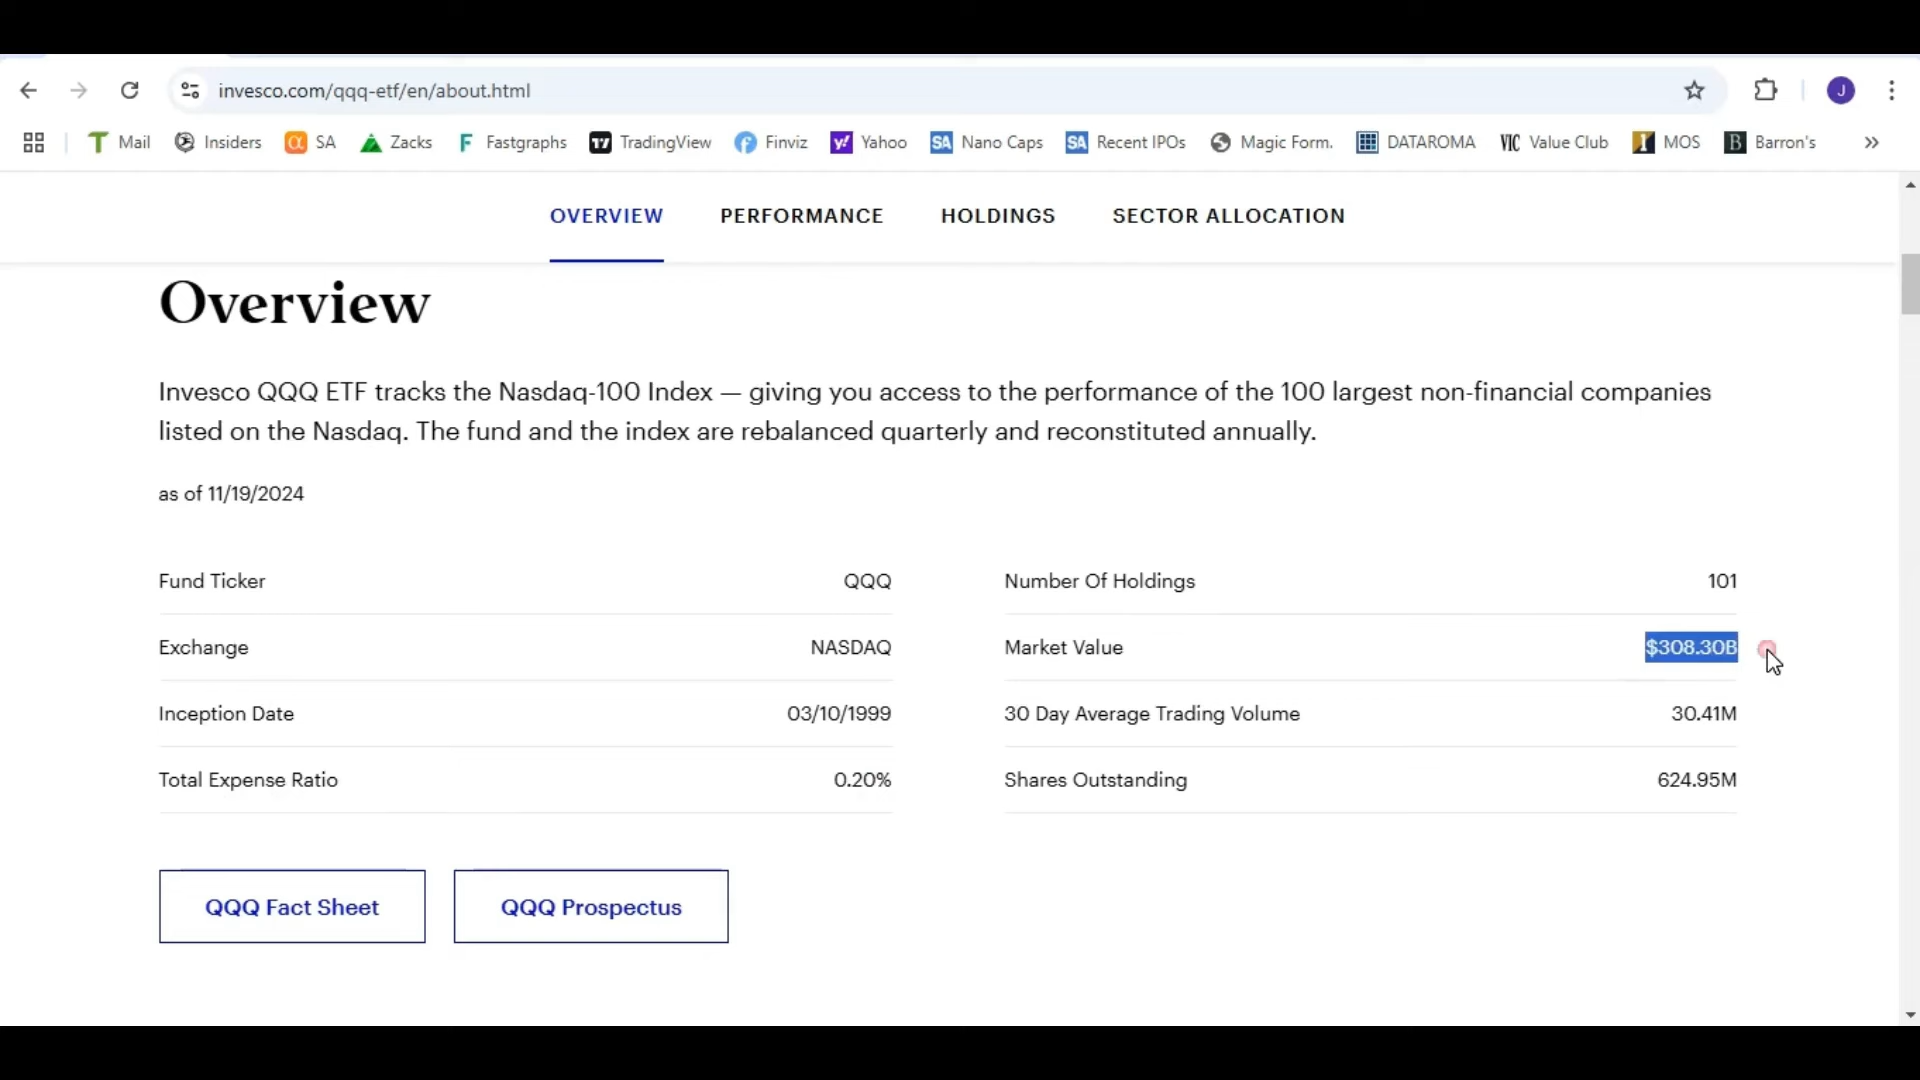 invesco.com/qqq-etf/en/about.html
J
Mail
Insiders
α SA
Zacks
F Fastgraphs
TradingView
Finviz
y! Yahoo
SA Nano Caps
SA Recent IPOs
Magic Form.
DATAROMA
VIC Value Club
MOS
B Barron's
OVERVIEW
PERFORMANCE
HOLDINGS
SECTOR ALLOCATION
Overview
Invesco QQQ ETF tracks the Nasdaq-100 Index — giving you access to the performance of the 100 largest non-financial companies
listed on the Nasdaq. The fund and the index are rebalanced quarterly and reconstituted annually.
as of 11/19/2024
Fund Ticker QQQ
Exchange NASDAQ
Inception Date 03/10/1999
Total Expense Ratio 0.20%
Number Of Holdings 101
Market Value $308.30B
30 Day Average Trading Volume 30.41M
Shares Outstanding 624.95M
QQQ Fact Sheet
QQQ Prospectus